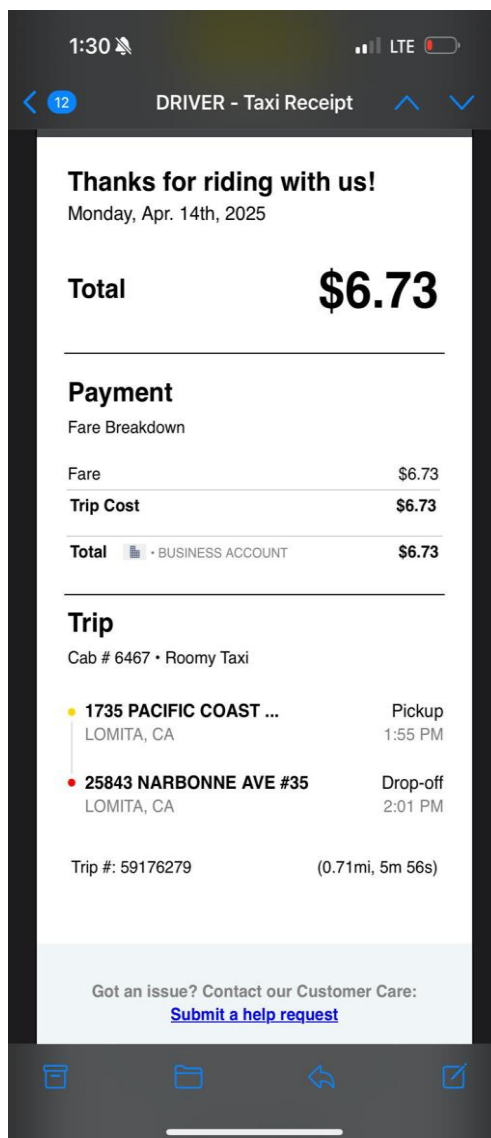 1:30 LTE
12 DRIVER - Taxi Receipt
Thanks for riding with us!
Monday, Apr. 14th, 2025
Total $6.73
Payment
Fare Breakdown
Fare $6.73
Trip Cost $6.73
Total • BUSINESS ACCOUNT $6.73
Trip
Cab # 6467 • Roomy Taxi
1735 PACIFIC COAST ... Pickup
LOMITA, CA 1:55 PM
25843 NARBONNE AVE #35 Drop-off
LOMITA, CA 2:01 PM
Trip #: 59176279 (0.71mi, 5m 56s)
Got an issue? Contact our Customer Care:
Submit a help request